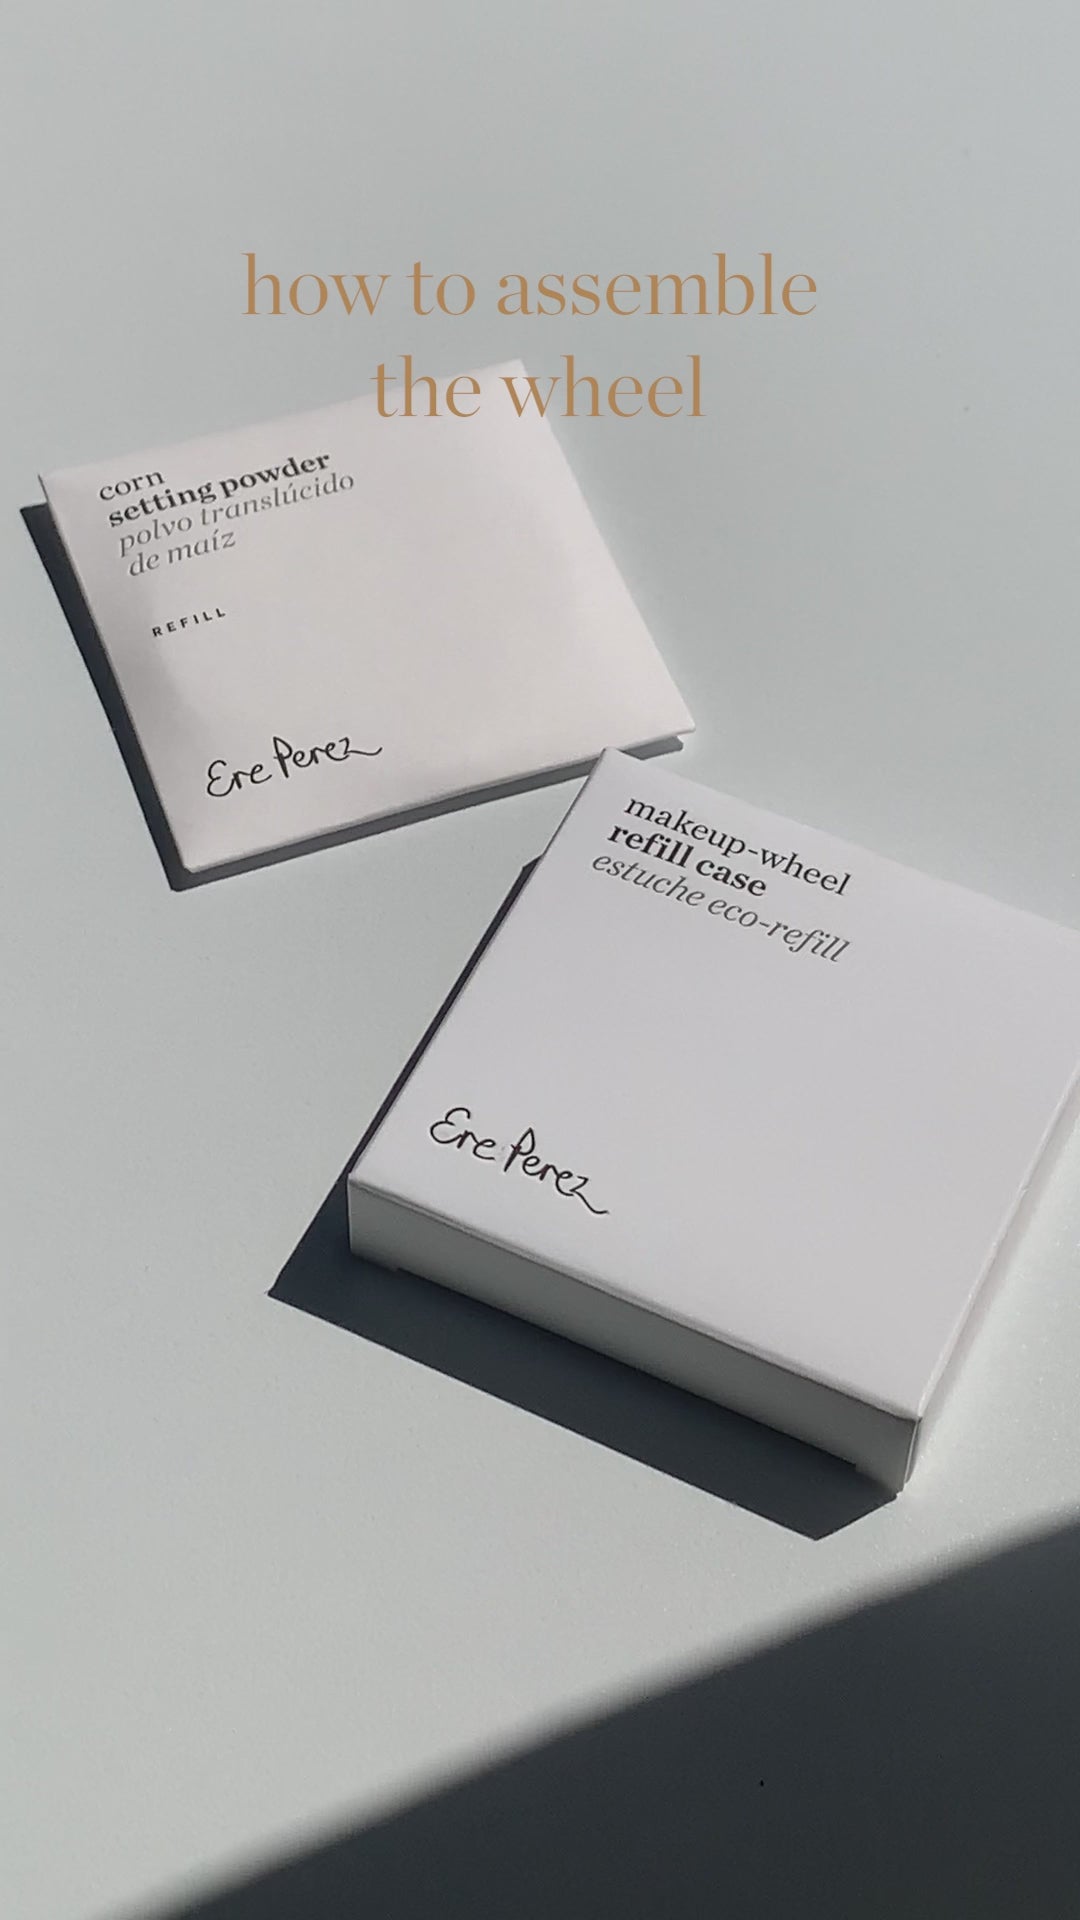 how to assemble
the wheel
corn
setting powder
polvo translúcido
de maíz
REFILL
Ere Perez
makeup-wheel
refill case
estuche eco-refill
Ere Perez